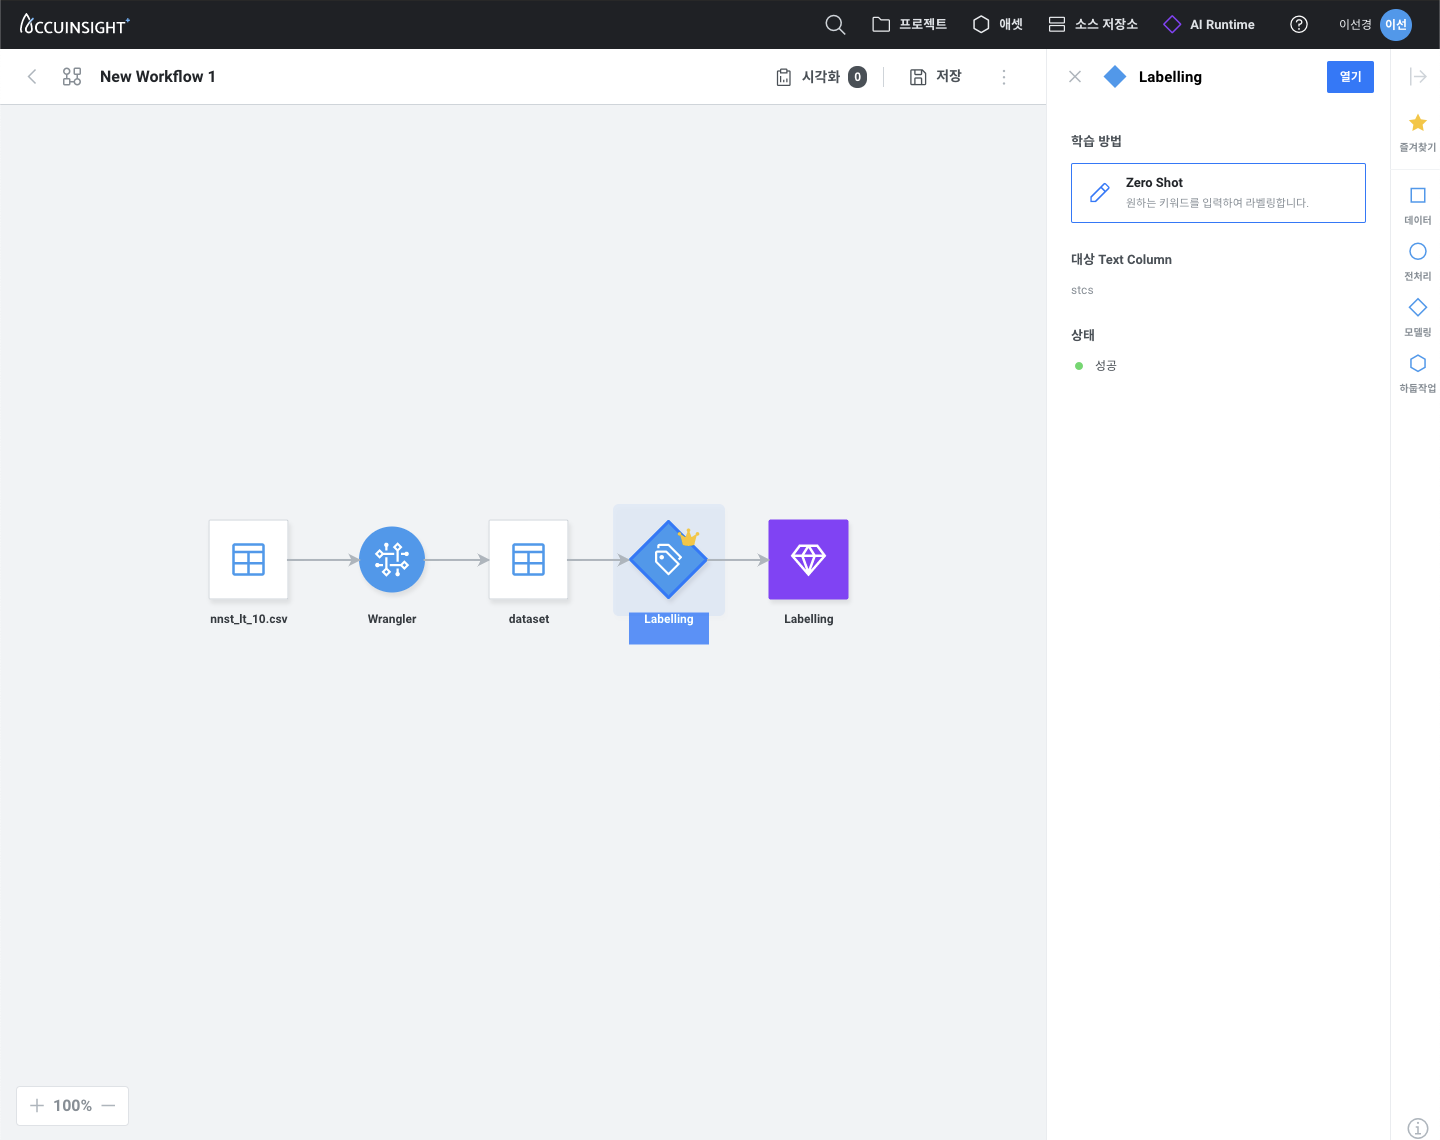 ACCUINSIGHT+
프로젝트
애셋
소스 저장소
AI Runtime
이선경
이선
New Workflow 1
시각화
0
저장
Labelling
열기
학습 방법
Zero Shot
원하는 키워드를 입력하여 라벨링합니다.
대상 Text Column
stcs
상태
성공
즐겨찾기
데이터
전처리
모델링
하둡작업
nnst_lt_10.csv
Wrangler
dataset
Labelling
Labelling
100%